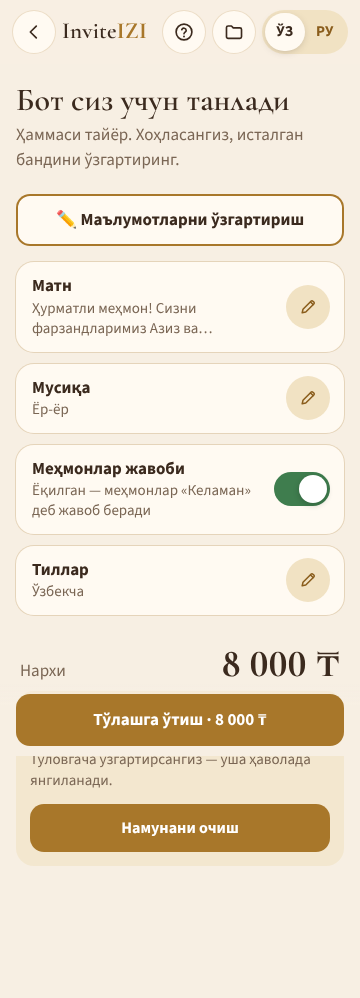 InviteIZI
ЎЗ РУ
Бот сиз учун танлади
Ҳаммаси тайёр. Хоҳласангиз, исталган
бандини ўзгартиринг.
✏️ Маълумотларни ўзгартириш
Матн
Ҳурматли меҳмон! Сизни
фарзандларимиз Азиз ва…
Мусиқа
Ёр-ёр
Меҳмонлар жавоби
Ёқилган — меҳмонлар «Келаман»
деб жавоб беради
Тиллар
Ўзбекча
Нархи 8 000 ₸
Тўлашга ўтиш · 8 000 ₸
Тўловгача ўзгартирсангиз — ўша ҳаволада
янгиланади.
Намунани очиш